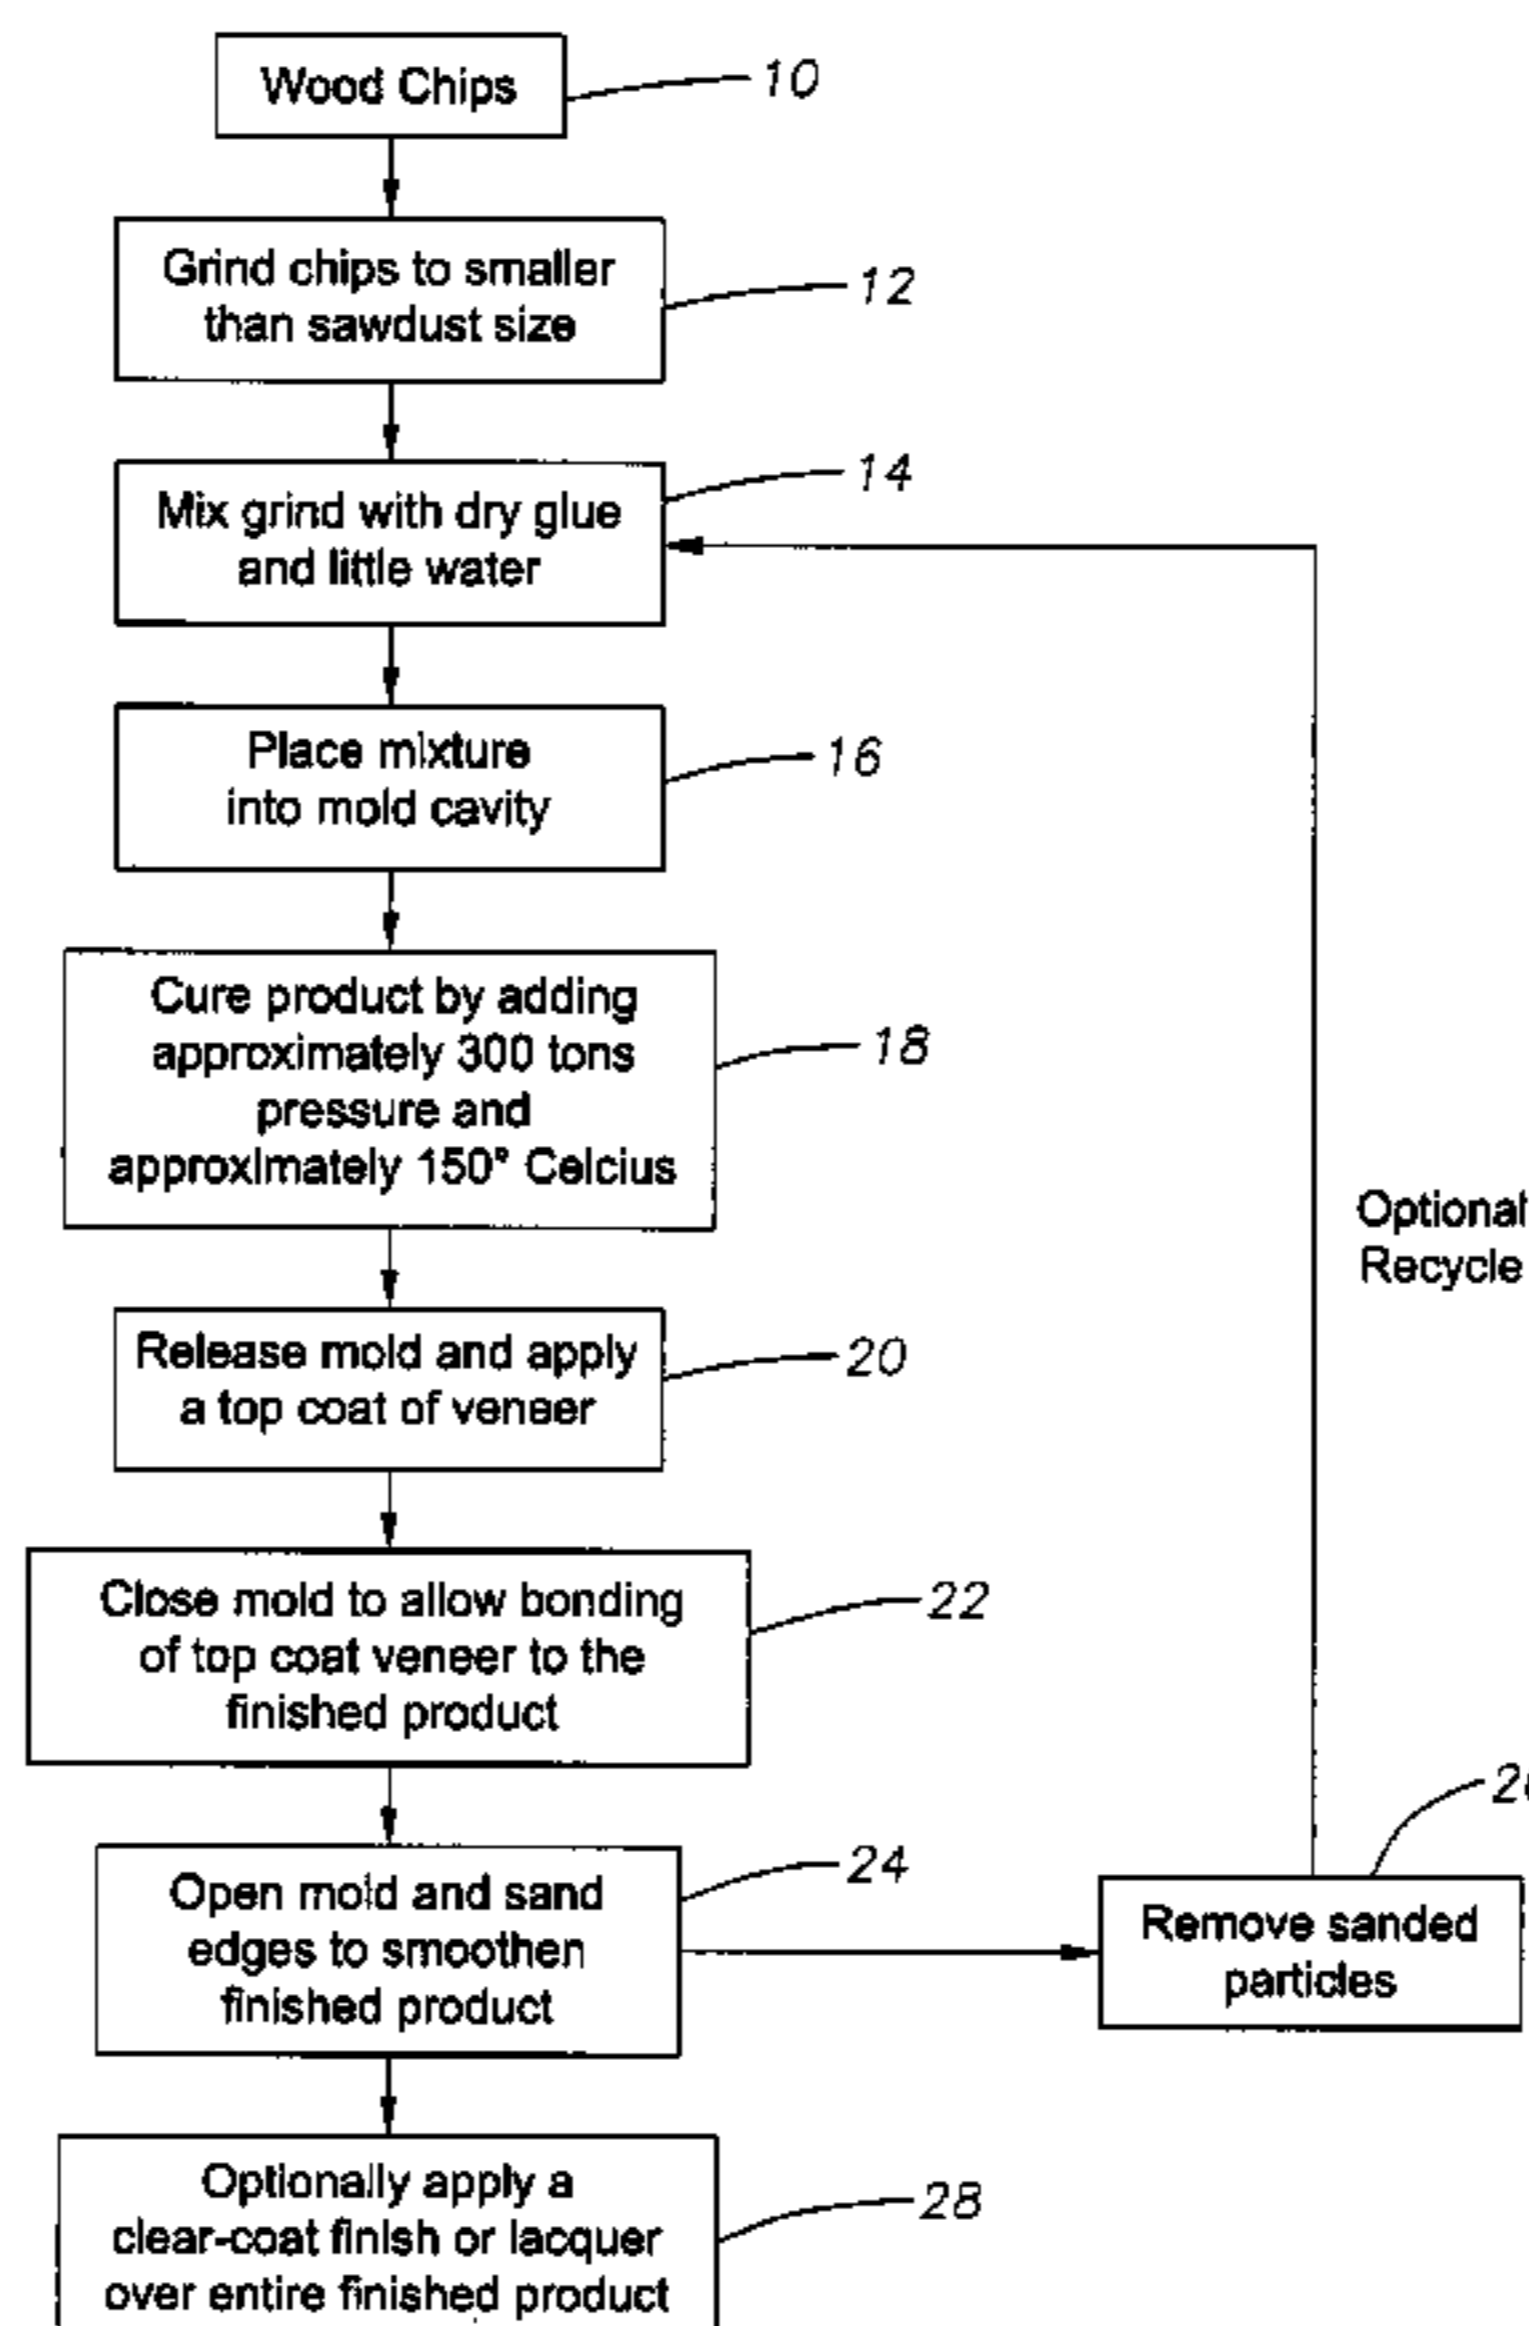 Wood Chips
10
Grind chips to smaller
than sawdust size
12
Mix grind with dry glue
and little water
14
Place mixture
into mold cavity
16
Cure product by adding
approximately 300 tons
pressure and
approximately 150° Celcius
18
Optional
Recycle
Release mold and apply
a top coat of veneer
20
Close mold to allow bonding
of top coat veneer to the
finished product
22
Open mold and sand
edges to smoothen
finished product
24
Remove sanded
particles
Optionally apply a
clear-coat finish or lacquer
over entire finished product
28